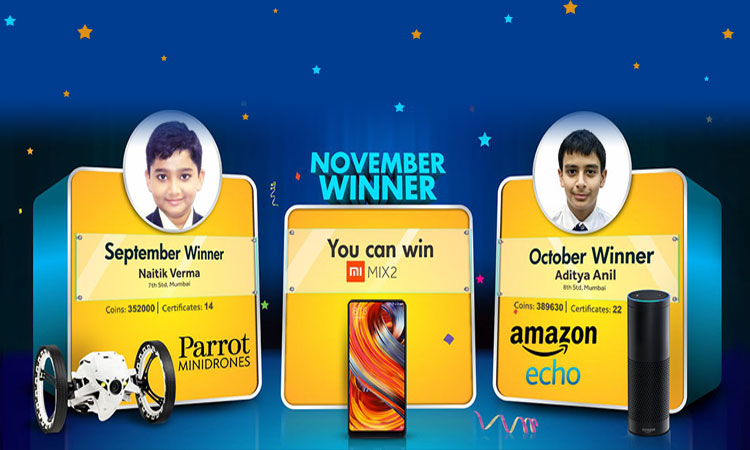 NOVEMBER
WINNER
September Winner
Naitik Verma
7th Std, Mumbai
Coins: 352000 | Certificates: 14
Parrot
MINIDRONES
You can win
mi MIX2
October Winner
Aditya Anil
8th Std, Mumbai
Coins: 389630 | Certificates: 22
amazon
echo